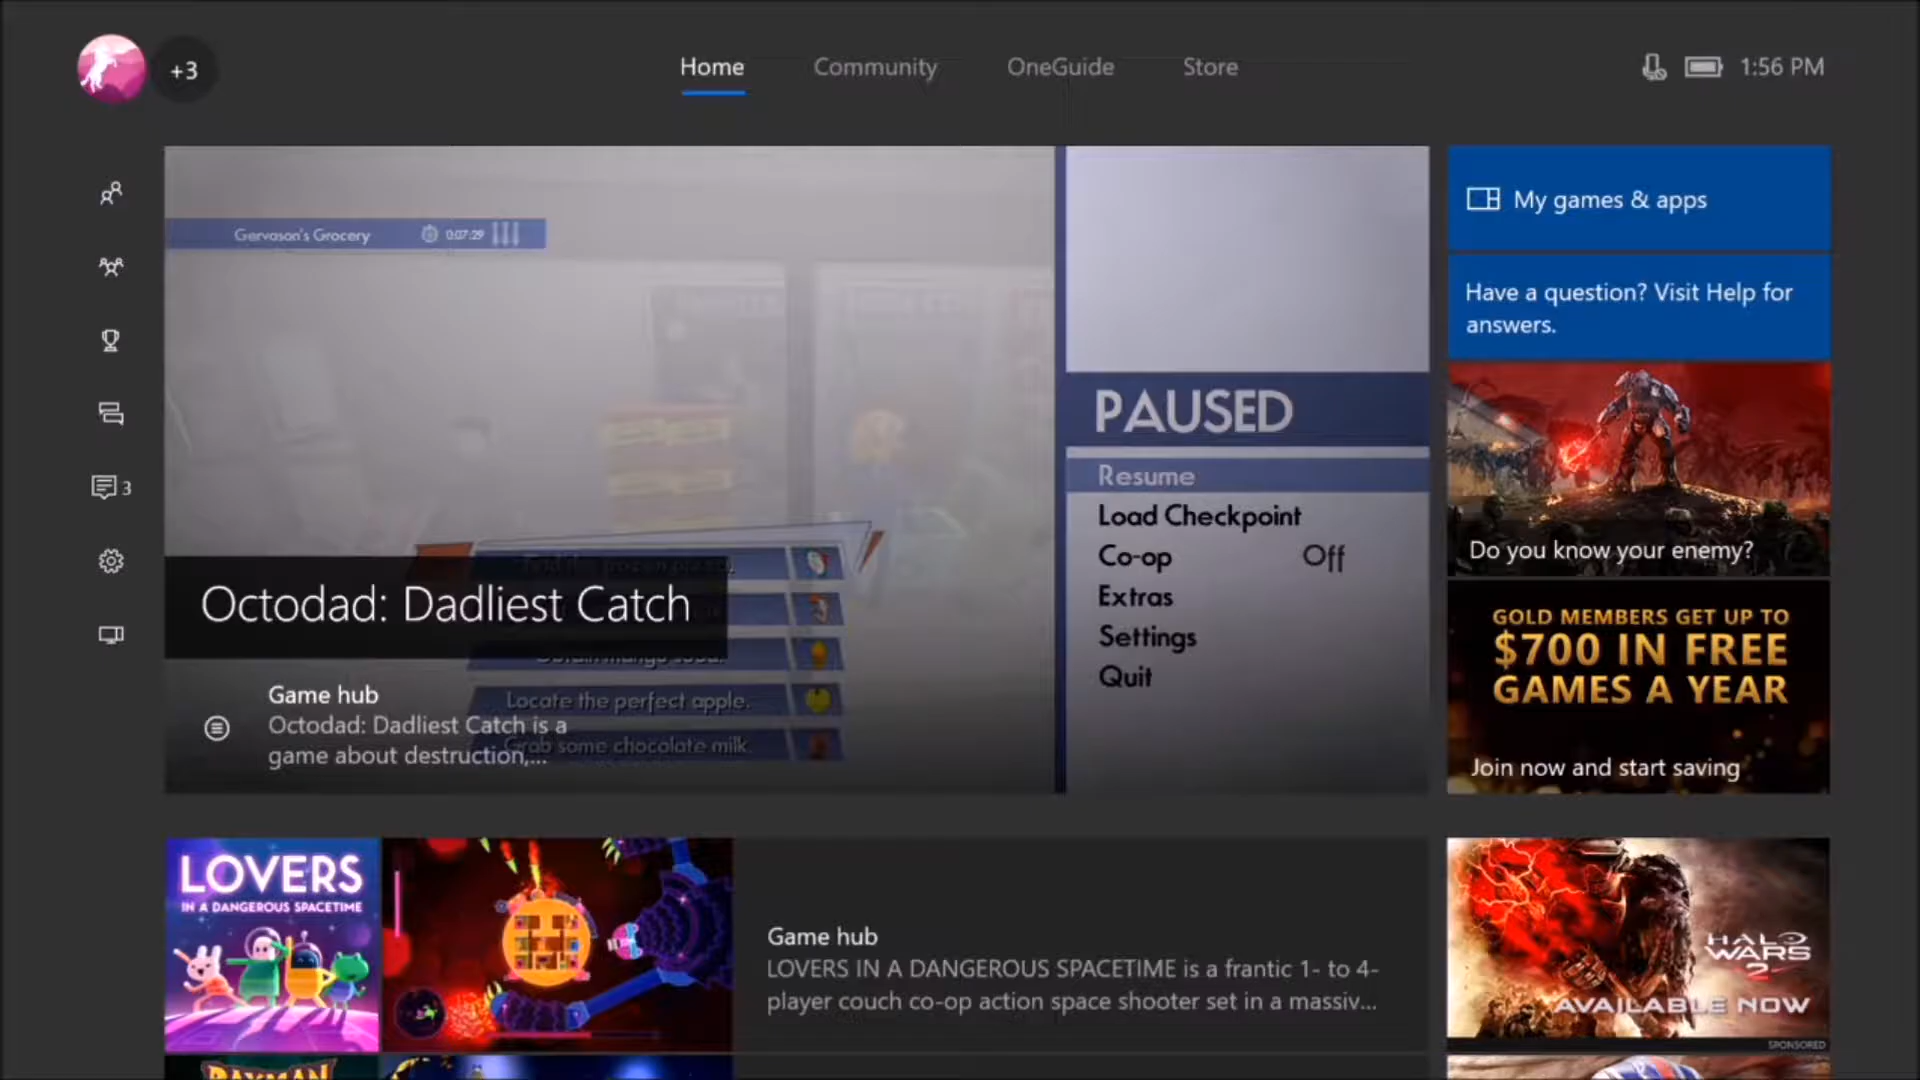 +3
Home
Community
OneGuide
Store
1:56 PM
Gervason's Grocery
0:07:29
PAUSED
Resume
Load Checkpoint
Co-op Off
Extras
Settings
Quit
Octodad: Dadliest Catch
Locate the perfect apple.
Grab some chocolate milk.
Game hub
Octodad: Dadliest Catch is a
game about destruction,...
3
My games & apps
Have a question? Visit Help for
answers.
Do you know your enemy?
GOLD MEMBERS GET UP TO
$700 IN FREE
GAMES A YEAR
Join now and start saving
LOVERS
IN A DANGEROUS SPACETIME
Game hub
LOVERS IN A DANGEROUS SPACETIME is a frantic 1- to 4-
player couch co-op action space shooter set in a massiv...
HALO
WARS
2
AVAILABLE NOW
SPONSORED
RAYMAN